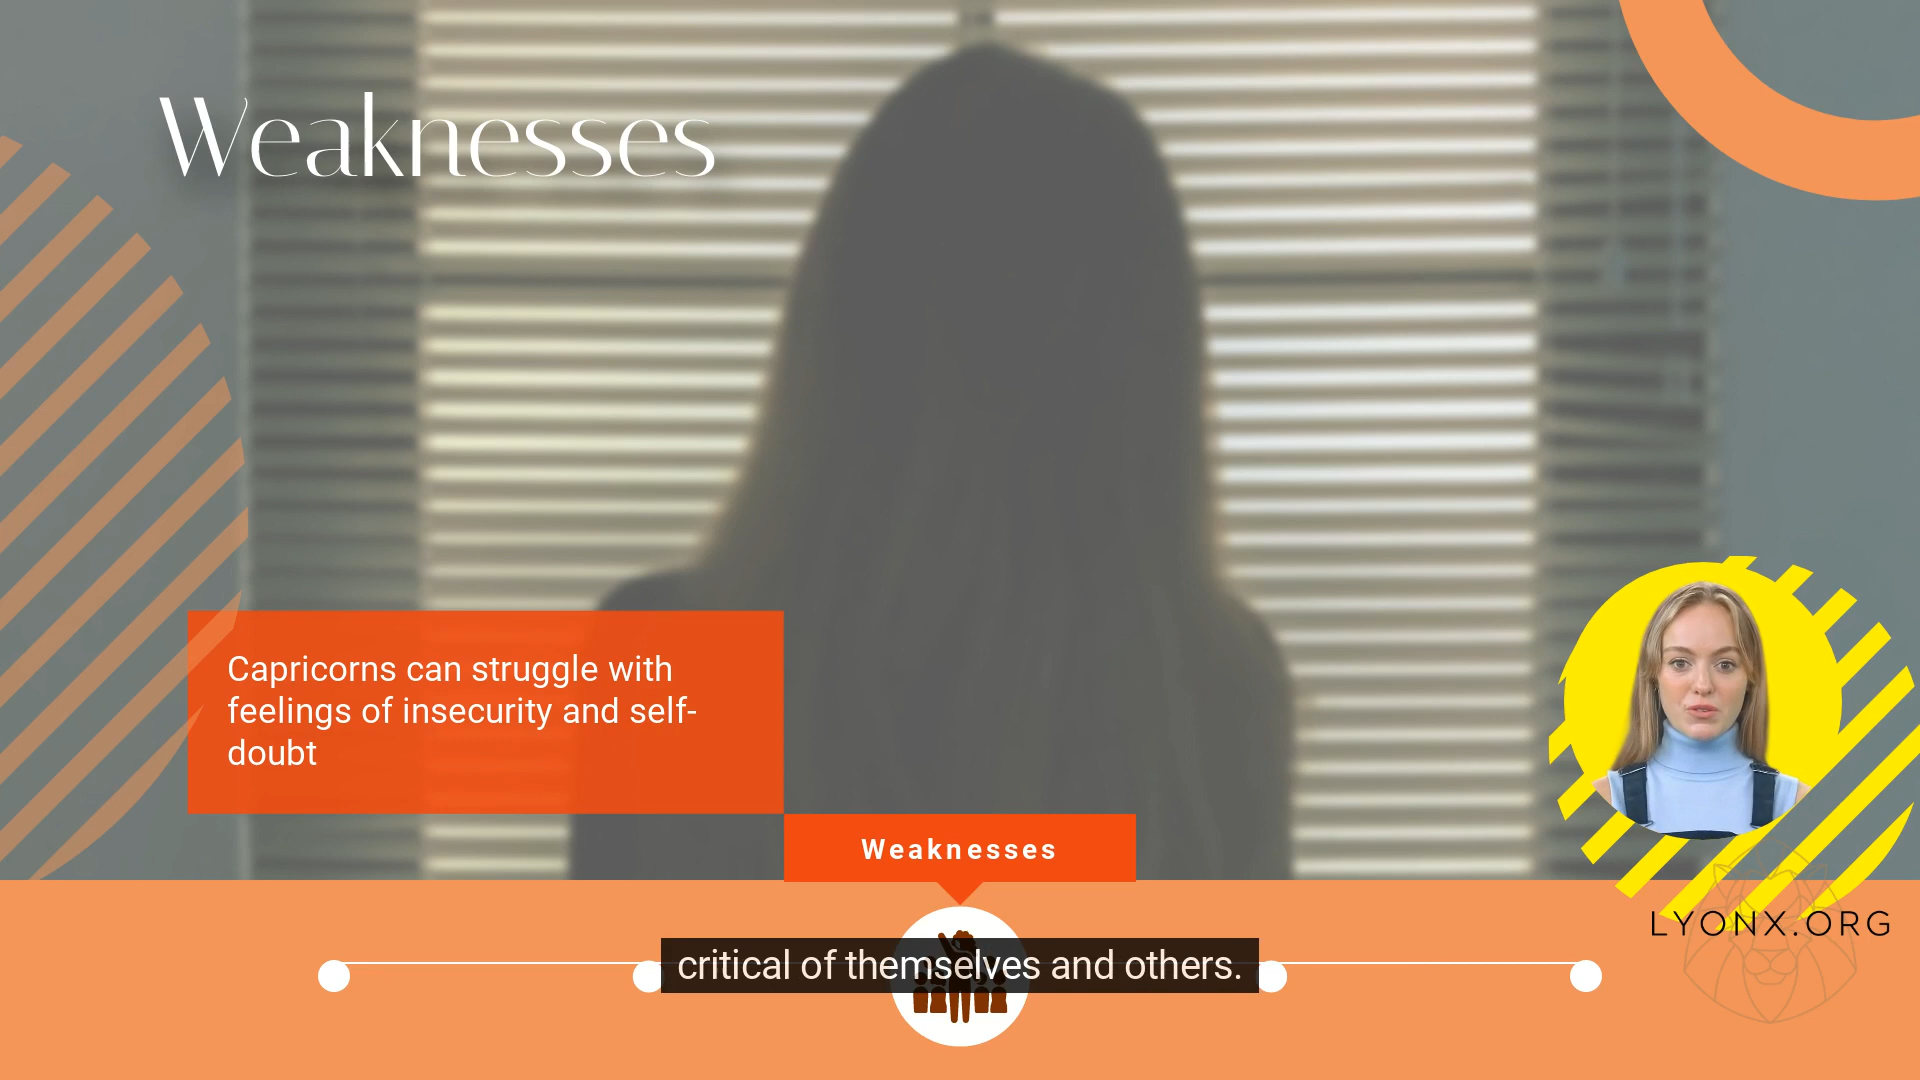 Weaknesses
Capricorns can struggle with
feelings of insecurity and self-
doubt
Weaknesses
LYONX.ORG
critical of themselves and others.